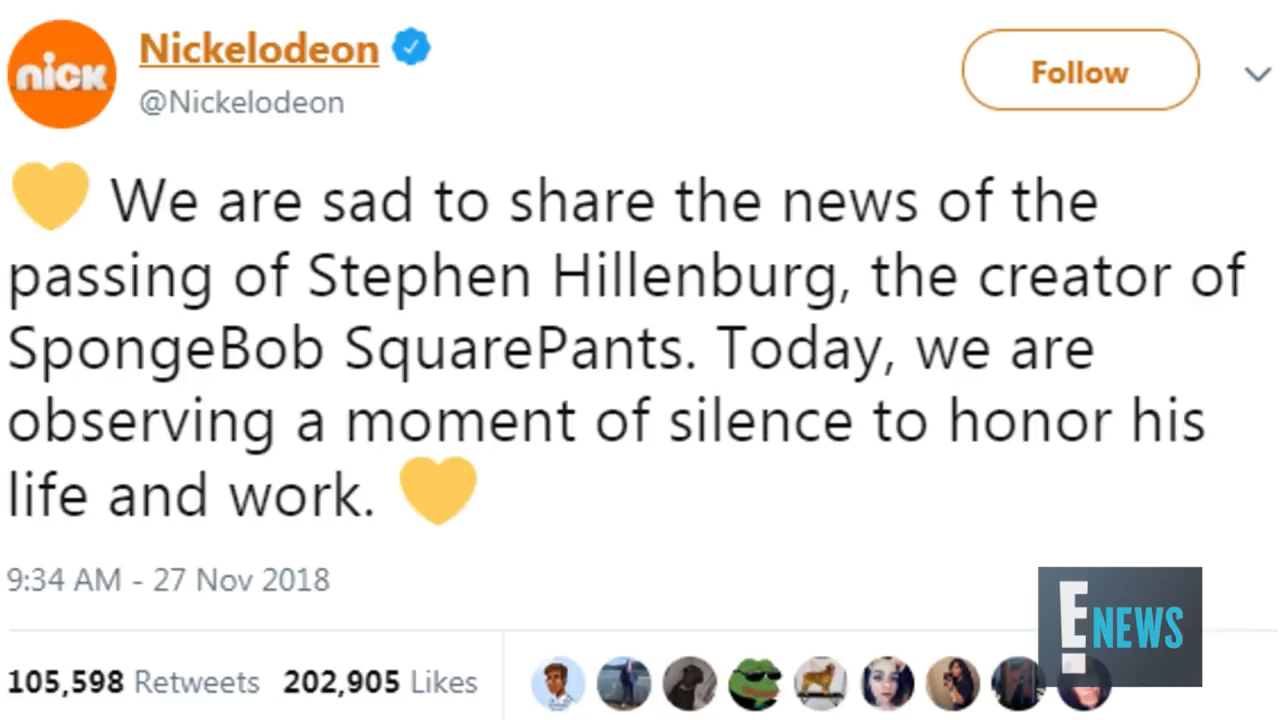 nick
Nickelodeon
@Nickelodeon
Follow
We are sad to share the news of the
passing of Stephen Hillenburg, the creator of
SpongeBob SquarePants. Today, we are
observing a moment of silence to honor his
life and work.
9:34 AM - 27 Nov 2018
105,598 Retweets 202,905 Likes
E! NEWS